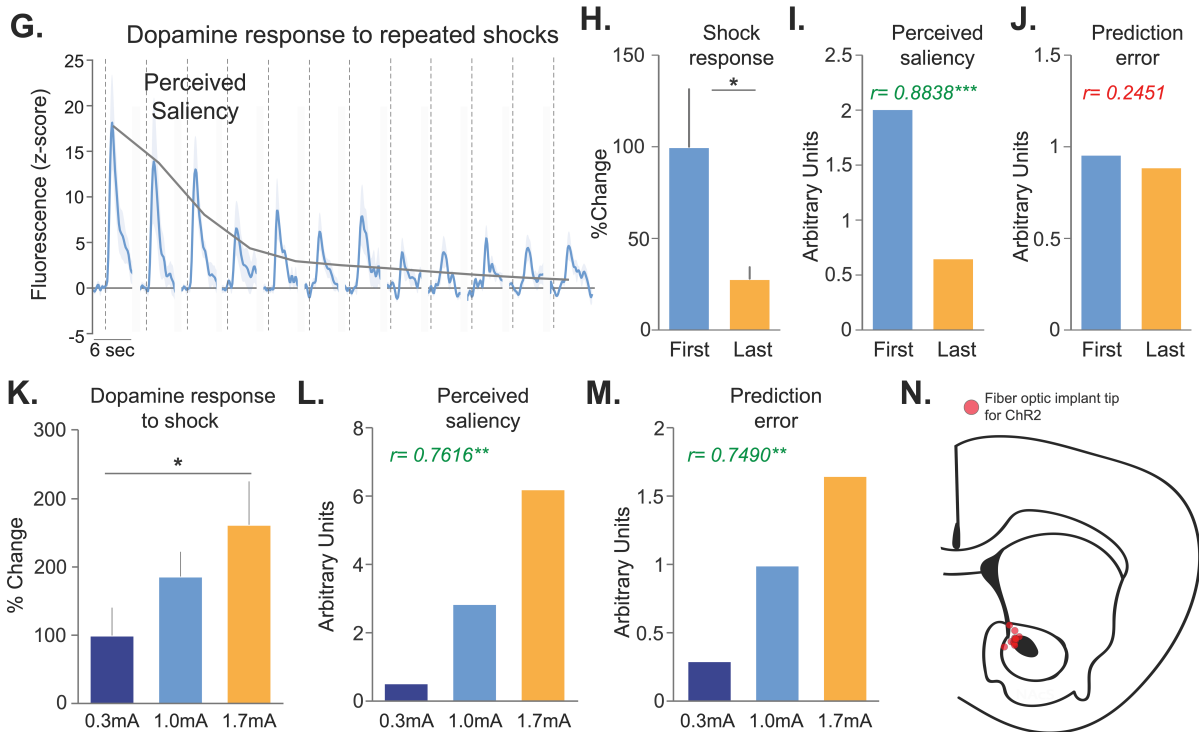 G.
Dopamine response to repeated shocks
Perceived
Saliency
Fluorescence (z-score)
25
20
15
10
5
0
-5
6 sec
H.
Shock
response
*
%Change
150
100
50
0
First
Last
I.
Perceived
saliency
r= 0.8838***
Arbitrary Units
2.5
2
1.5
1
0.5
0
First
Last
J.
Prediction
error
r= 0.2451
Arbitrary Units
1.5
1
0.5
0
First
Last
K.
Dopamine response
to shock
*
% Change
300
200
200
100
0
0.3mA
1.0mA
1.7mA
L.
Perceived
saliency
r= 0.7616**
Arbitrary Units
8
6
4
2
0
0.3mA
1.0mA
1.7mA
M.
Prediction
error
r= 0.7490**
Arbitrary Units
2
1.5
1
0.5
0
0.3mA
1.0mA
1.7mA
N.
Fiber optic implant tip
for ChR2